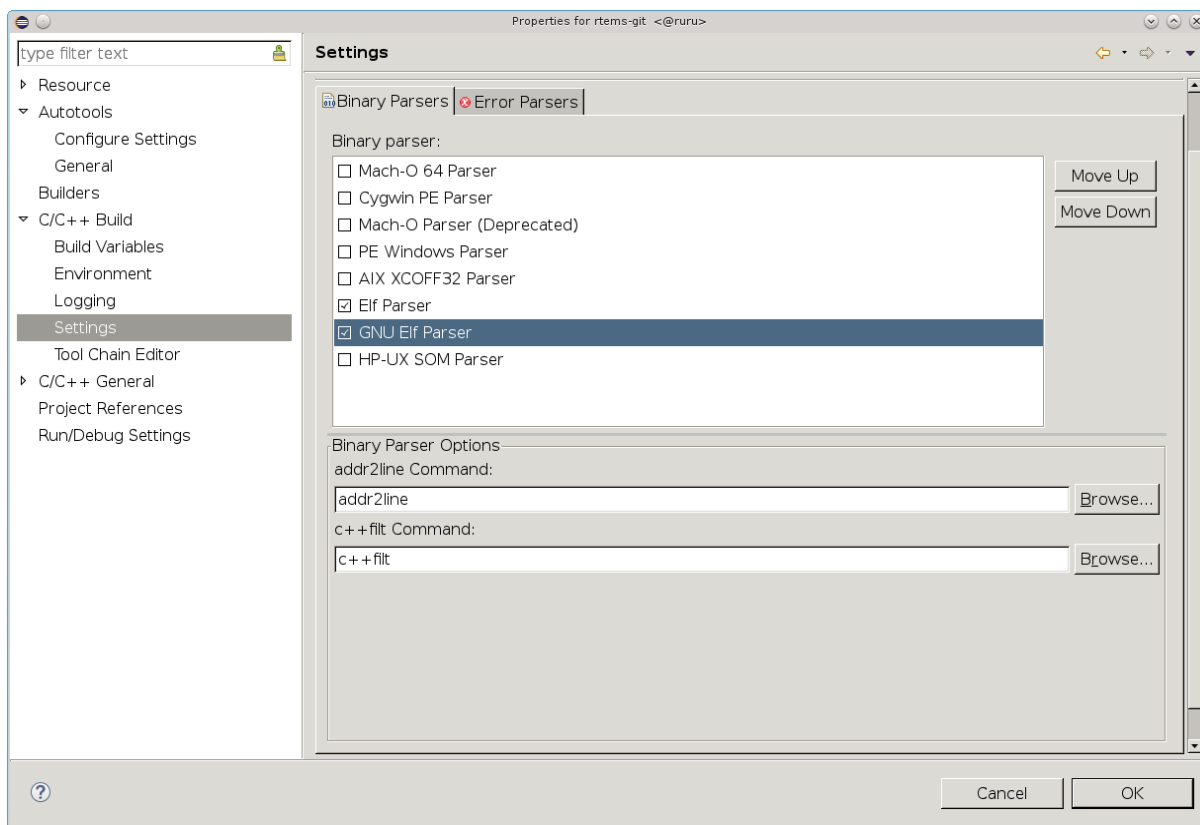 Properties for rtems-git <@ruru>
type filter text
Resource
Autotools
Configure Settings
General
Builders
C/C++ Build
Build Variables
Environment
Logging
Settings
Tool Chain Editor
C/C++ General
Project References
Run/Debug Settings
Settings
Binary Parsers Error Parsers
Binary parser:
Mach-O 64 Parser
Cygwin PE Parser
Mach-O Parser (Deprecated)
PE Windows Parser
AIX XCOFF32 Parser
Elf Parser
GNU Elf Parser
HP-UX SOM Parser
Move Up
Move Down
Binary Parser Options
addr2line Command:
addr2line Browse...
c++filt Command:
c++filt Browse...
Cancel OK